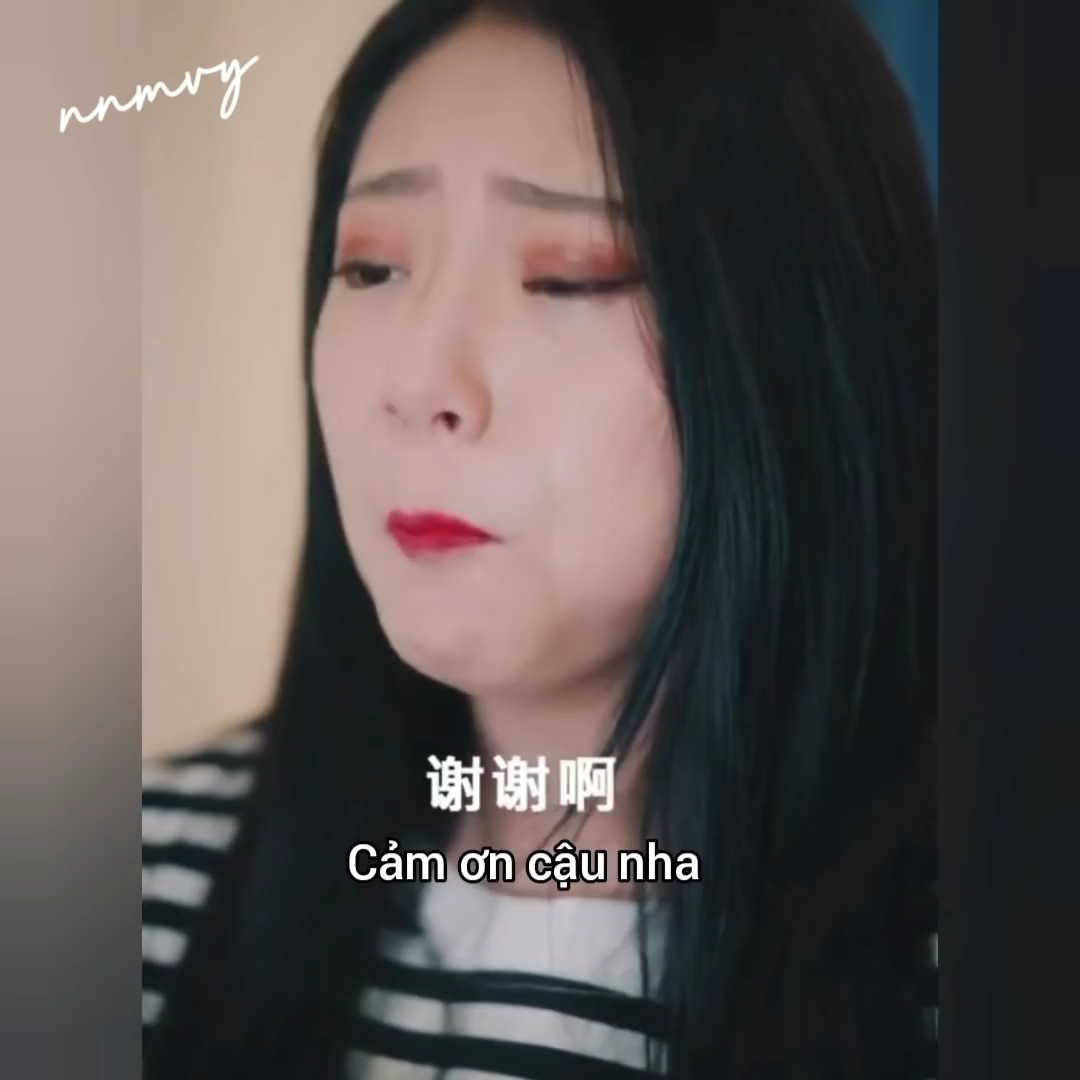 nnmvy
谢谢啊
Cảm ơn cậu nha